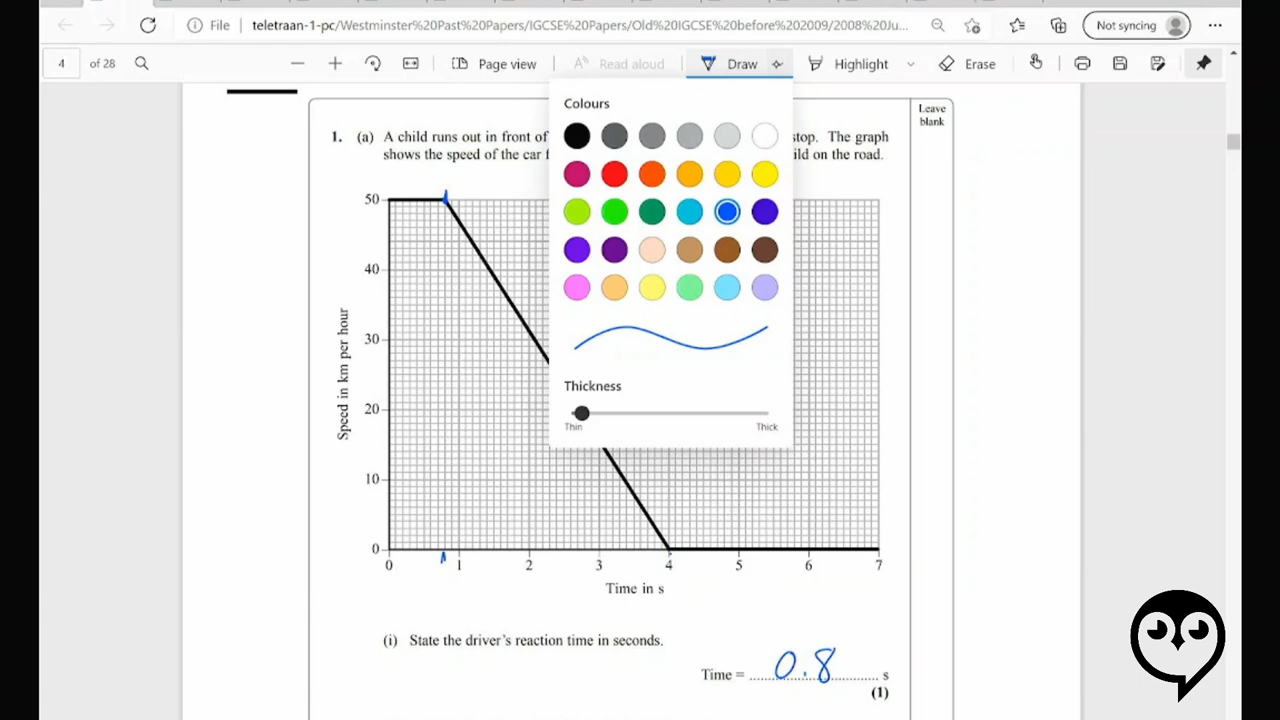 File
teletraan-1-pc/Westminster%20Past%20Papers/IGCSE%20Papers/Old%20IGCSE%20before%202009/2008%20Ju...
Not syncing
4 of 28
Page view
Read aloud
Draw
Highlight
Erase
Colours
Thickness
Thin
Thick
Leave
blank
1. (a) A child runs out in front of stop. The graph
shows the speed of the car f ild on the road.
50
40
30
20
10
0
Speed in km per hour
0 1 2 3 4 5 6 7
Time in s
(i) State the driver's reaction time in seconds.
Time = 0.8 s
(1)